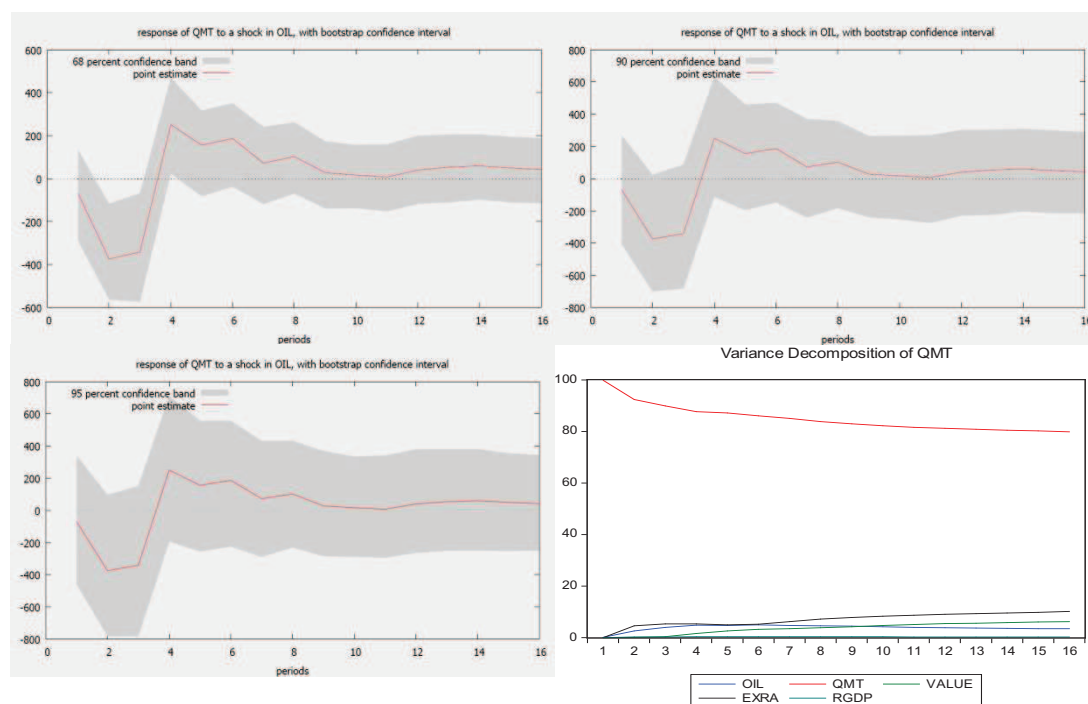 response of QMT to a shock in OIL, with bootstrap confidence interval
68 percent confidence band
point estimate
600
400
200
0
-200
-400
-600
0 2 4 6 8 10 12 14 16
periods
response of QMT to a shock in OIL, with bootstrap confidence interval
90 percent confidence band
point estimate
800
600
400
200
0
-200
-400
-600
-800
0 2 4 6 8 10 12 14 16
periods
response of QMT to a shock in OIL, with bootstrap confidence interval
95 percent confidence band
point estimate
800
600
400
200
0
-200
-400
-600
-800
0 2 4 6 8 10 12 14 16
periods
Variance Decomposition of QMT
100
80
60
40
20
0
1 2 3 4 5 6 7 8 9 10 11 12 13 14 15 16
OIL QMT VALUE
EXRA RGDP